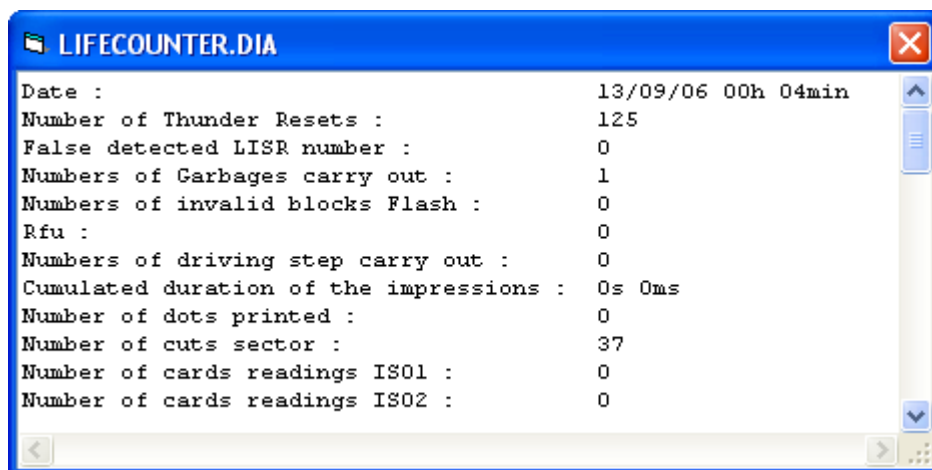 LIFECOUNTER.DIA
Date : 13/09/06 00h 04min
Number of Thunder Resets : 125
False detected LISR number : 0
Numbers of Garbages carry out : 1
Numbers of invalid blocks Flash : 0
Rfu : 0
Numbers of driving step carry out : 0
Cumulated duration of the impressions : 0s 0ms
Number of dots printed : 0
Number of cuts sector : 37
Number of cards readings ISO1 : 0
Number of cards readings ISO2 : 0